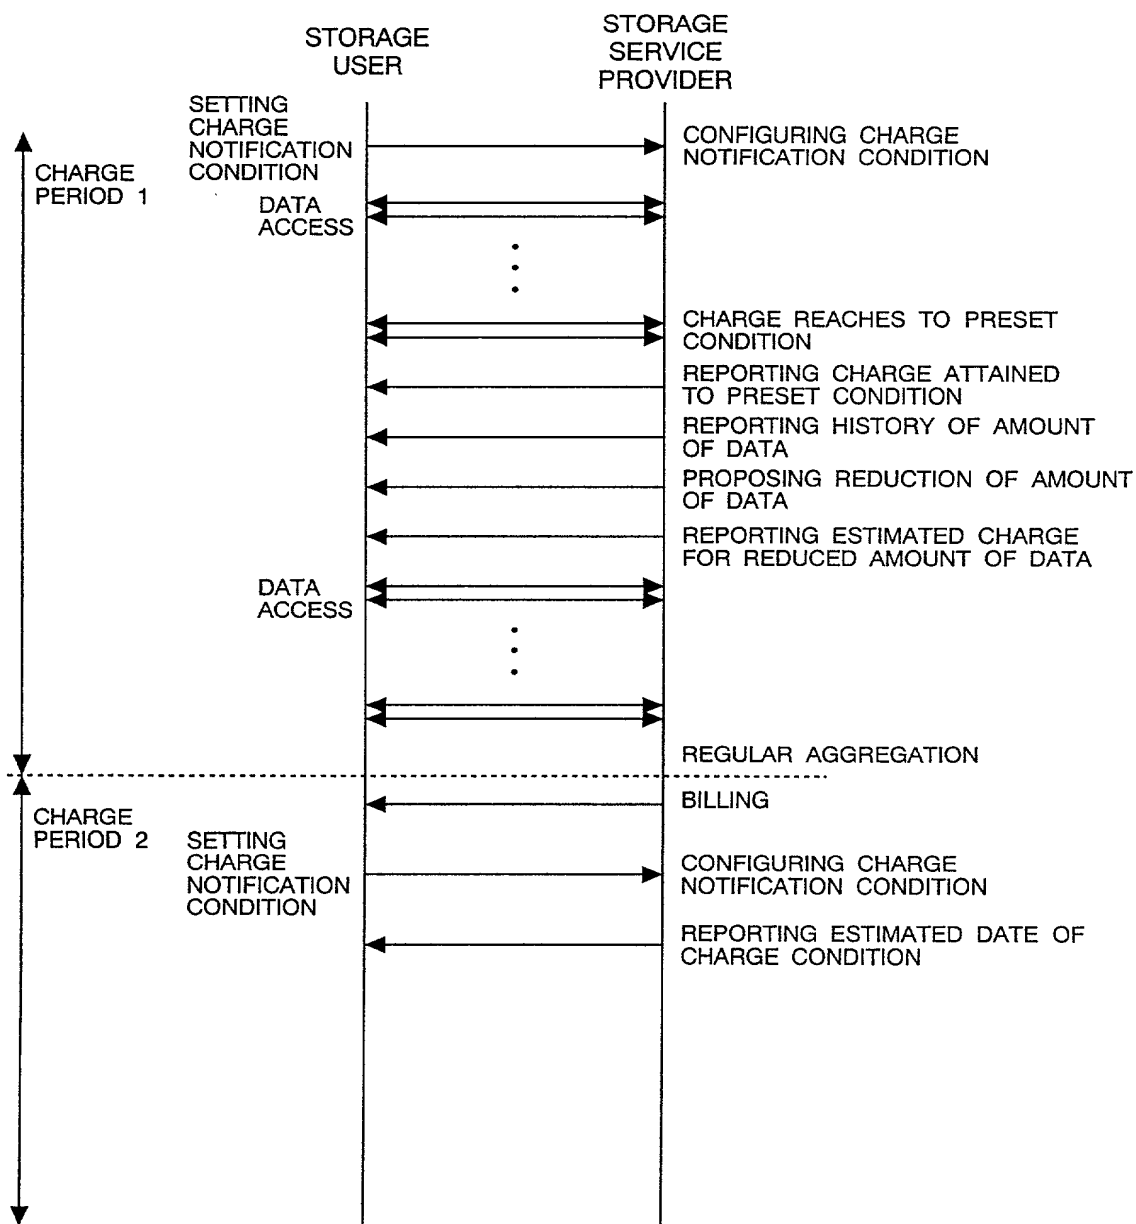 STORAGE
USER
STORAGE
SERVICE
PROVIDER
SETTING
CHARGE
NOTIFICATION
CONDITION
CONFIGURING CHARGE
NOTIFICATION CONDITION
CHARGE
PERIOD 1
DATA
ACCESS
CHARGE REACHES TO PRESET
CONDITION
REPORTING CHARGE ATTAINED
TO PRESET CONDITION
REPORTING HISTORY OF AMOUNT
OF DATA
PROPOSING REDUCTION OF AMOUNT
OF DATA
REPORTING ESTIMATED CHARGE
FOR REDUCED AMOUNT OF DATA
DATA
ACCESS
REGULAR AGGREGATION
BILLING
CHARGE
PERIOD 2
SETTING
CHARGE
NOTIFICATION
CONDITION
CONFIGURING CHARGE
NOTIFICATION CONDITION
REPORTING ESTIMATED DATE OF
CHARGE CONDITION